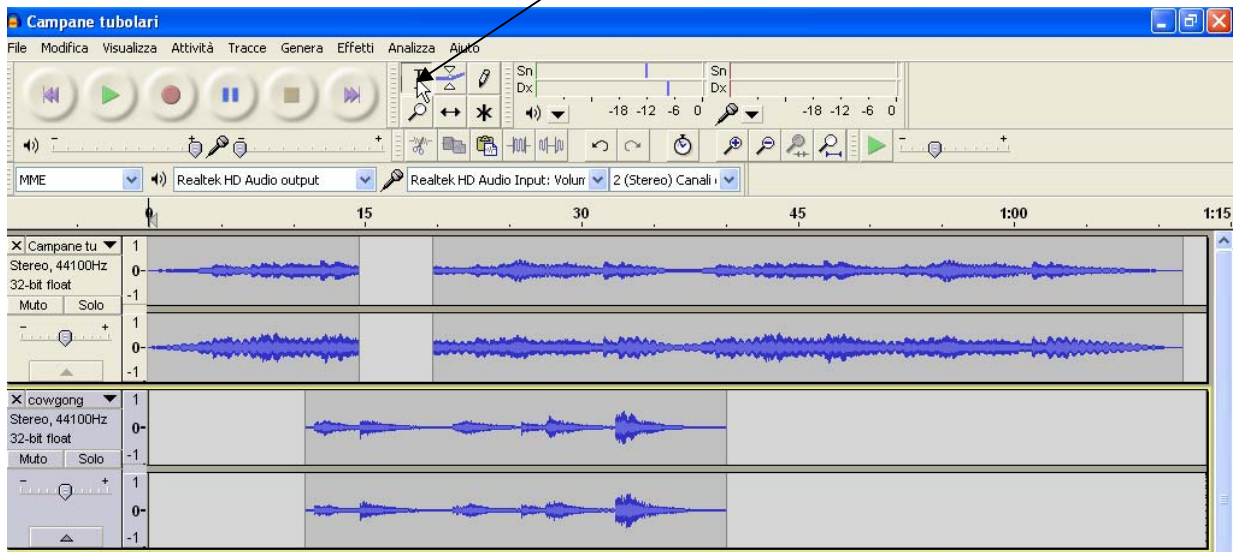 Campane tubolari
File Modifica Visualizza Attività Tracce Genera Effetti Analizza Aiuto
Sn
Dx
-18 -12 -6 0
Sn
Dx
-18 -12 -6 0
- + - +
- +
MME
Realtek HD Audio output
Realtek HD Audio Input: Volum
2 (Stereo) Canali
0 15 30 45 1:00 1:15
X Campane tu
Stereo, 44100Hz
32-bit float
Muto Solo
- +
1
0-
-1
1
0-
-1
X cowgong
Stereo, 44100Hz
32-bit float
Muto Solo
- +
1
0-
-1
1
0-
-1